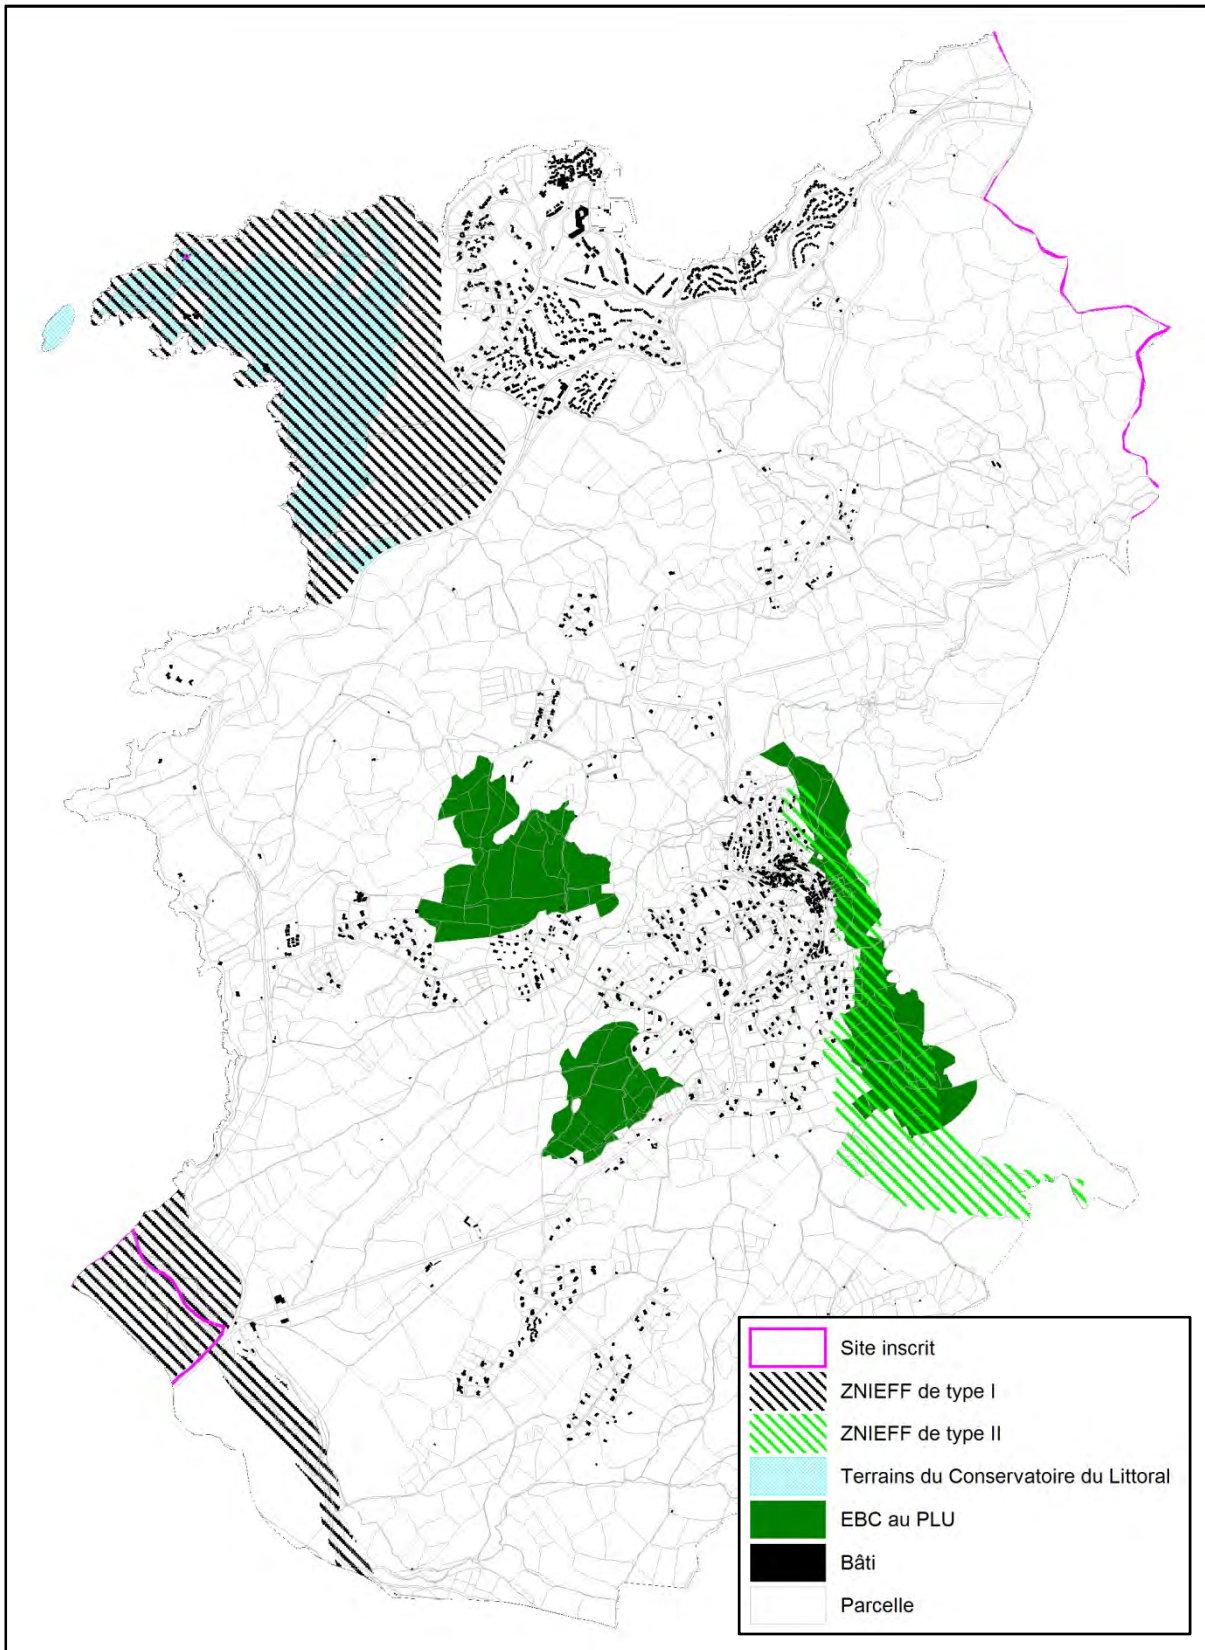 Site inscrit
ZNIEFF de type I
ZNIEFF de type II
Terrains du Conservatoire du Littoral
EBC au PLU
Bâti
Parcelle